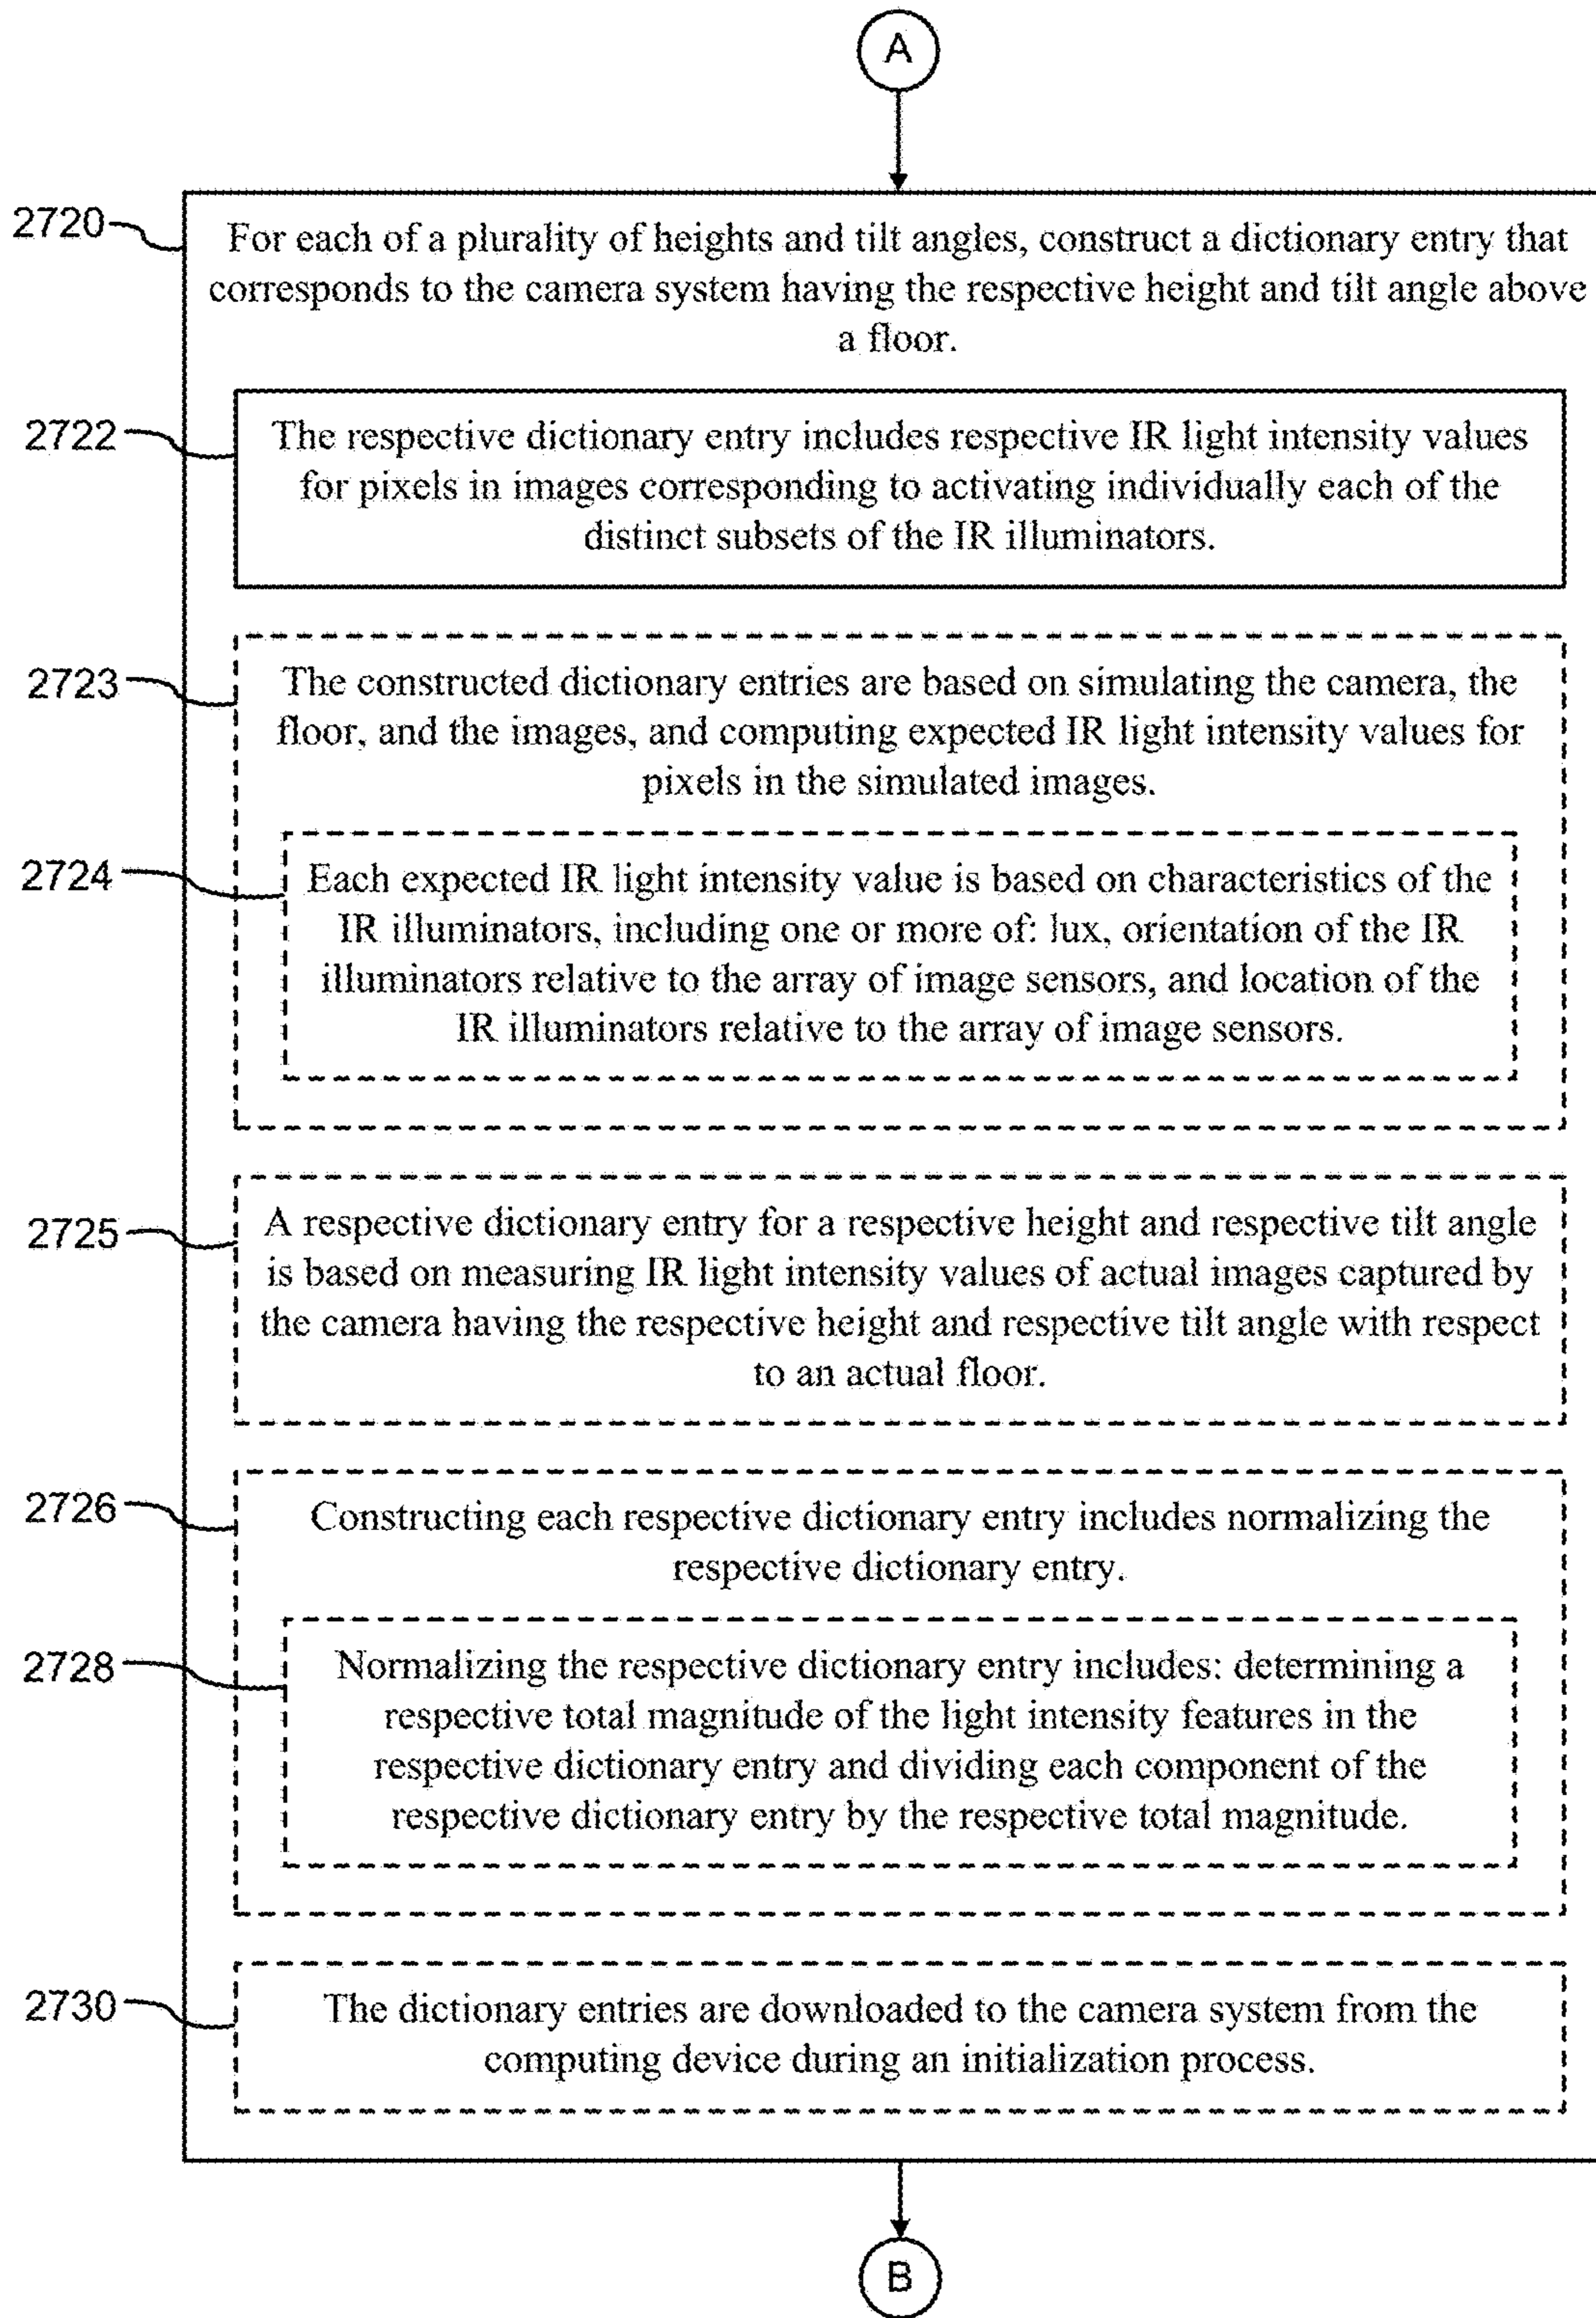 A
2720
For each of a plurality of heights and tilt angles, construct a dictionary entry that
corresponds to the camera system having the respective height and tilt angle above
a floor.
2722
The respective dictionary entry includes respective IR light intensity values
for pixels in images corresponding to activating individually each of the
distinct subsets of the IR illuminators.
2723
The constructed dictionary entries are based on simulating the camera, the
floor, and the images, and computing expected IR light intensity values for
pixels in the simulated images.
2724
Each expected IR light intensity value is based on characteristics of the
IR illuminators, including one or more of: lux, orientation of the IR
illuminators relative to the array of image sensors, and location of the
IR illuminators relative to the array of image sensors.
2725
A respective dictionary entry for a respective height and respective tilt angle
is based on measuring IR light intensity values of actual images captured by
the camera having the respective height and respective tilt angle with respect
to an actual floor.
2726
Constructing each respective dictionary entry includes normalizing the
respective dictionary entry.
2728
Normalizing the respective dictionary entry includes: determining a
respective total magnitude of the light intensity features in the
respective dictionary entry and dividing each component of the
respective dictionary entry by the respective total magnitude.
2730
The dictionary entries are downloaded to the camera system from the
computing device during an initialization process.
B